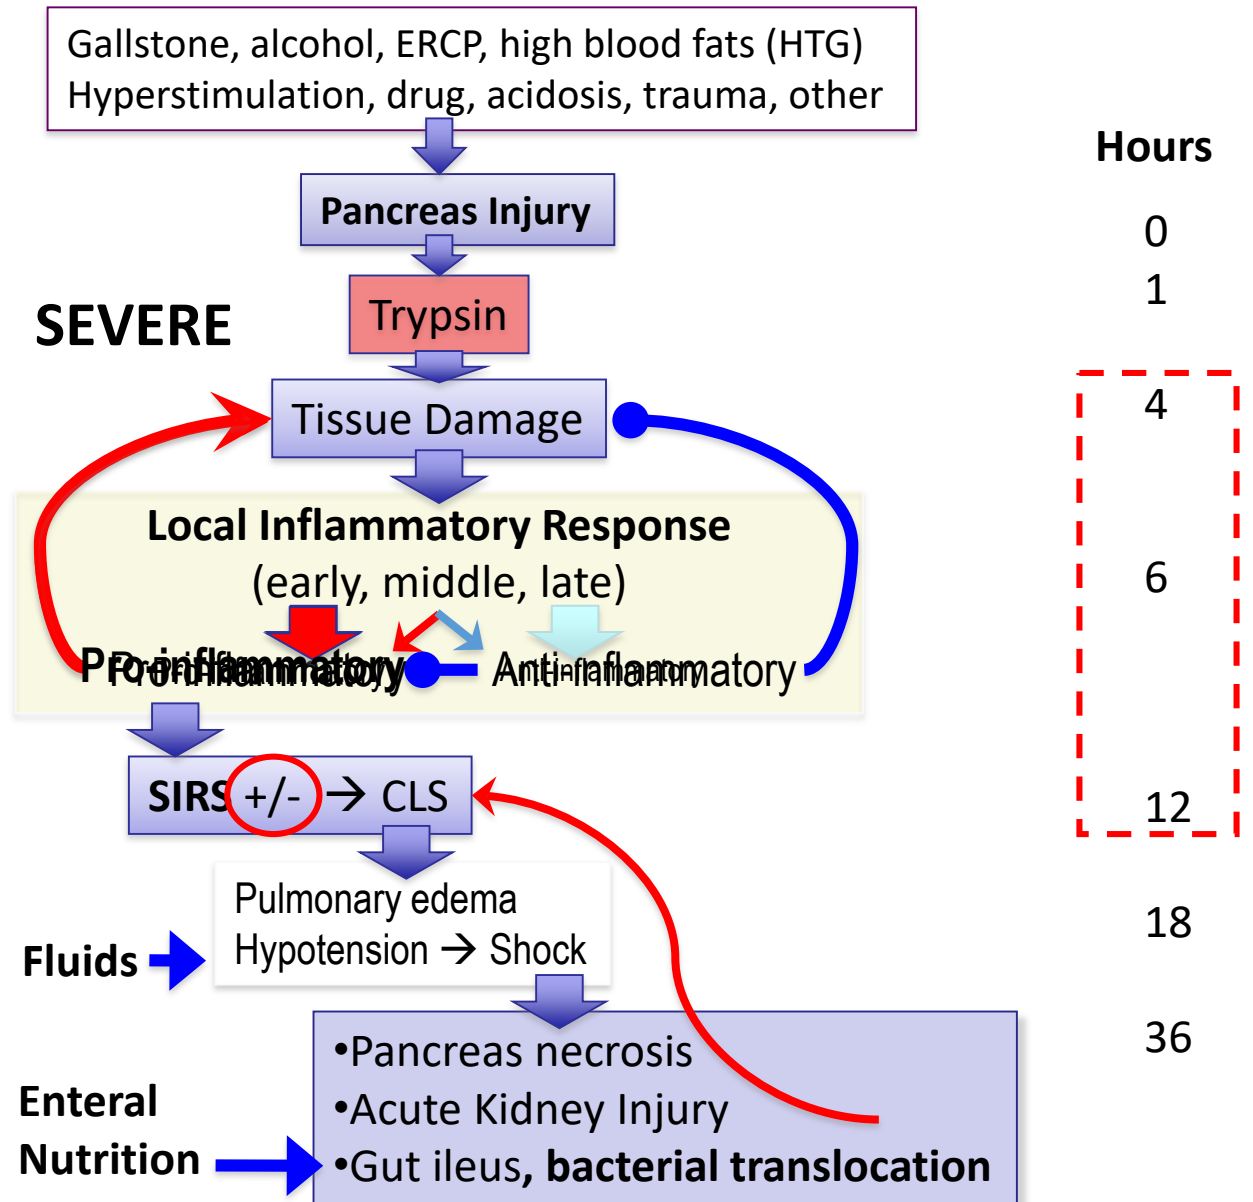 Gallstone, alcohol, ERCP, high blood fats (HTG)
Hyperstimulation, drug, acidosis, trauma, other
Hours
Pancreas Injury
0
1
Trypsin
SEVERE
Tissue Damage
4
Local Inflammatory Response
(early, middle, late)
6
Pro-inflammatory
Anti-inflammatory
SIRS +/- → CLS
12
Pulmonary edema
Hypotension → Shock
18
Fluids
36
•Pancreas necrosis
•Acute Kidney Injury
•Gut ileus, bacterial translocation
Enteral
Nutrition